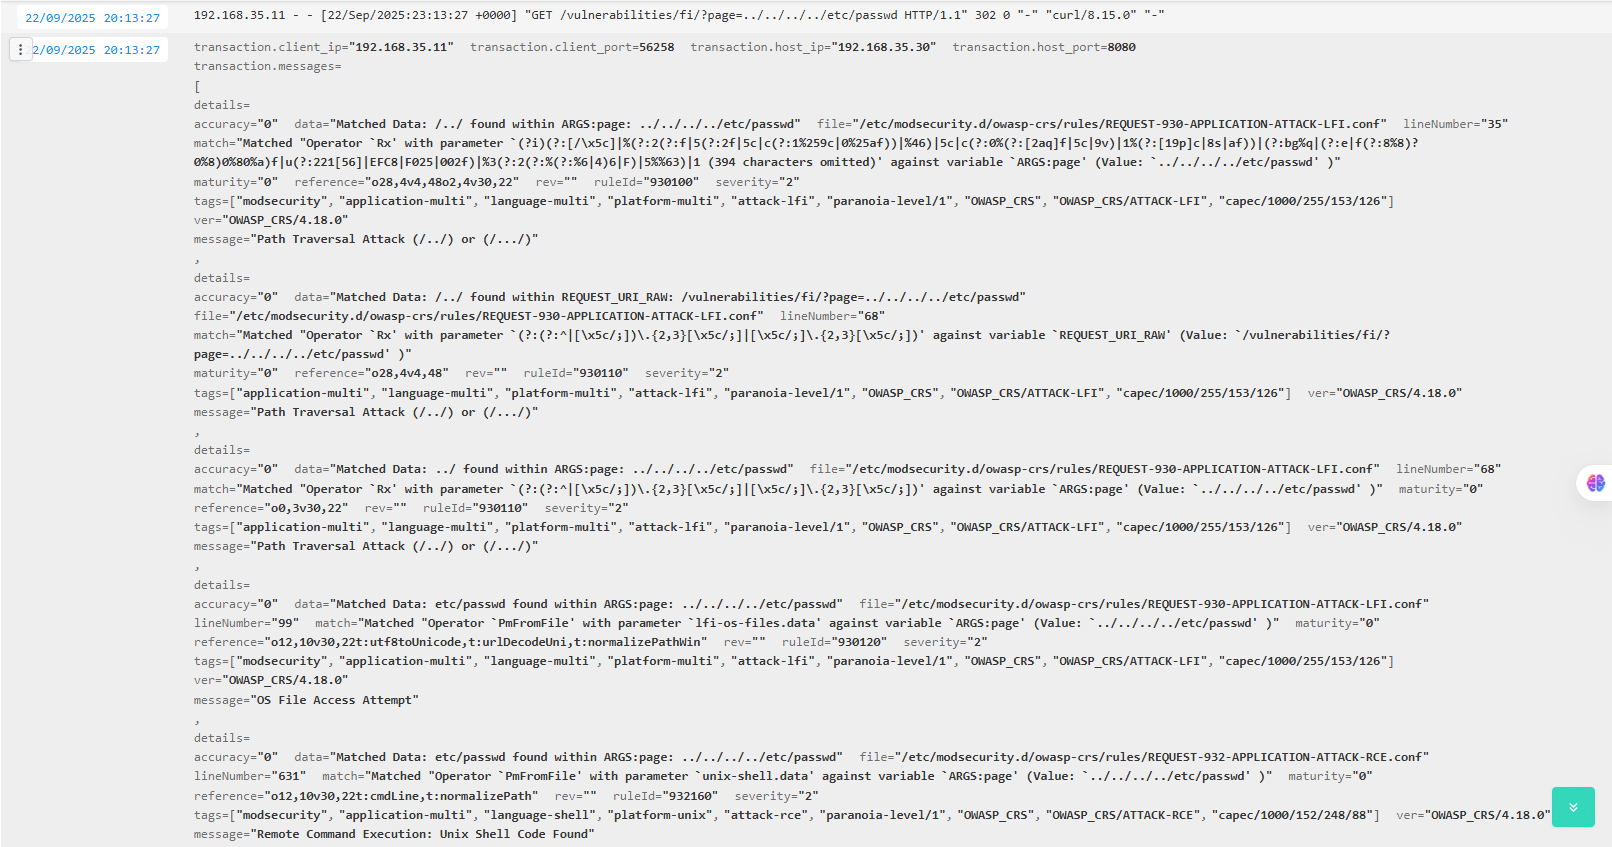 22/09/2025 20:13:27 192.168.35.11 - - [22/Sep/2025:23:13:27 +0000] "GET /vulnerabilities/fi/?page=../../../../etc/passwd HTTP/1.1" 302 0 "-" "curl/8.15.0" "-"
2/09/2025 20:13:27 transaction.client_ip="192.168.35.11" transaction.client_port=56258 transaction.host_ip="192.168.35.30" transaction.host_port=8080
transaction.messages=
[
details=
accuracy="0" data="Matched Data: /../ found within ARGS:page: ../../../../etc/passwd" file="/etc/modsecurity.d/owasp-crs/rules/REQUEST-930-APPLICATION-ATTACK-LFI.conf" lineNumber="35"
match="Matched "Operator `Rx' with parameter `(?i)(?:[/\x5c]|%(?:2(?:f|5(?:2f|5c|c(?:1%259c|0%25af))|%46)|5c|c(?:0%(?:[2aq]f|5c|9v)|1%(?:[19p]c|8s|af))|(?:bg%q|(?:e|f(?:8%8)?
0%8)0%80%a)f|u(?:221[56]|EFC8|F025|002f)|%3(?:2(?:%(?:%6|4)6|F)|5%%63)|1 (394 characters omitted)' against variable `ARGS:page' (Value: `../../../../etc/passwd' )"
maturity="0" reference="o28,4v4,48o2,4v30,22" rev="" ruleId="930100" severity="2"
tags=["modsecurity", "application-multi", "language-multi", "platform-multi", "attack-lfi", "paranoia-level/1", "OWASP_CRS", "OWASP_CRS/ATTACK-LFI", "capec/1000/255/153/126"]
ver="OWASP_CRS/4.18.0"
message="Path Traversal Attack (/../) or (/.../)"
,
details=
accuracy="0" data="Matched Data: /../ found within REQUEST_URI_RAW: /vulnerabilities/fi/?page=../../../../etc/passwd"
file="/etc/modsecurity.d/owasp-crs/rules/REQUEST-930-APPLICATION-ATTACK-LFI.conf" lineNumber="68"
match="Matched "Operator `Rx' with parameter `(?:(?:^|[\x5c/;])\.{2,3}[\x5c/;]|[\x5c/;]\.{2,3}[\x5c/;])' against variable `REQUEST_URI_RAW' (Value: `/vulnerabilities/fi/?
page=../../../../etc/passwd' )"
maturity="0" reference="o28,4v4,48" rev="" ruleId="930110" severity="2"
tags=["application-multi", "language-multi", "platform-multi", "attack-lfi", "paranoia-level/1", "OWASP_CRS", "OWASP_CRS/ATTACK-LFI", "capec/1000/255/153/126"] ver="OWASP_CRS/4.18.0"
message="Path Traversal Attack (/../) or (/.../)"
,
details=
accuracy="0" data="Matched Data: ../ found within ARGS:page: ../../../../etc/passwd" file="/etc/modsecurity.d/owasp-crs/rules/REQUEST-930-APPLICATION-ATTACK-LFI.conf" lineNumber="68"
match="Matched "Operator `Rx' with parameter `(?:(?:^|[\x5c/;])\.{2,3}[\x5c/;]|[\x5c/;]\.{2,3}[\x5c/;])' against variable `ARGS:page' (Value: `../../../../etc/passwd' )" maturity="0"
reference="o0,3v30,22" rev="" ruleId="930110" severity="2"
tags=["application-multi", "language-multi", "platform-multi", "attack-lfi", "paranoia-level/1", "OWASP_CRS", "OWASP_CRS/ATTACK-LFI", "capec/1000/255/153/126"] ver="OWASP_CRS/4.18.0"
message="Path Traversal Attack (/../) or (/.../)"
,
details=
accuracy="0" data="Matched Data: etc/passwd found within ARGS:page: ../../../../etc/passwd" file="/etc/modsecurity.d/owasp-crs/rules/REQUEST-930-APPLICATION-ATTACK-LFI.conf"
lineNumber="99" match="Matched "Operator `PmFromFile' with parameter `lfi-os-files.data' against variable `ARGS:page' (Value: `../../../../etc/passwd' )" maturity="0"
reference="o12,10v30,22t:utf8toUnicode,t:urlDecodeUni,t:normalizePathWin" rev="" ruleId="930120" severity="2"
tags=["modsecurity", "application-multi", "language-multi", "platform-multi", "attack-lfi", "paranoia-level/1", "OWASP_CRS", "OWASP_CRS/ATTACK-LFI", "capec/1000/255/153/126"]
ver="OWASP_CRS/4.18.0"
message="OS File Access Attempt"
,
details=
accuracy="0" data="Matched Data: etc/passwd found within ARGS:page: ../../../../etc/passwd" file="/etc/modsecurity.d/owasp-crs/rules/REQUEST-932-APPLICATION-ATTACK-RCE.conf"
lineNumber="631" match="Matched "Operator `PmFromFile' with parameter `unix-shell.data' against variable `ARGS:page' (Value: `../../../../etc/passwd' )" maturity="0"
reference="o12,10v30,22t:cmdLine,t:normalizePath" rev="" ruleId="932160" severity="2"
tags=["modsecurity", "application-multi", "language-shell", "platform-unix", "attack-rce", "paranoia-level/1", "OWASP_CRS", "OWASP_CRS/ATTACK-RCE", "capec/1000/152/248/88"] ver="OWASP_CRS/4.18.0"
message="Remote Command Execution: Unix Shell Code Found"